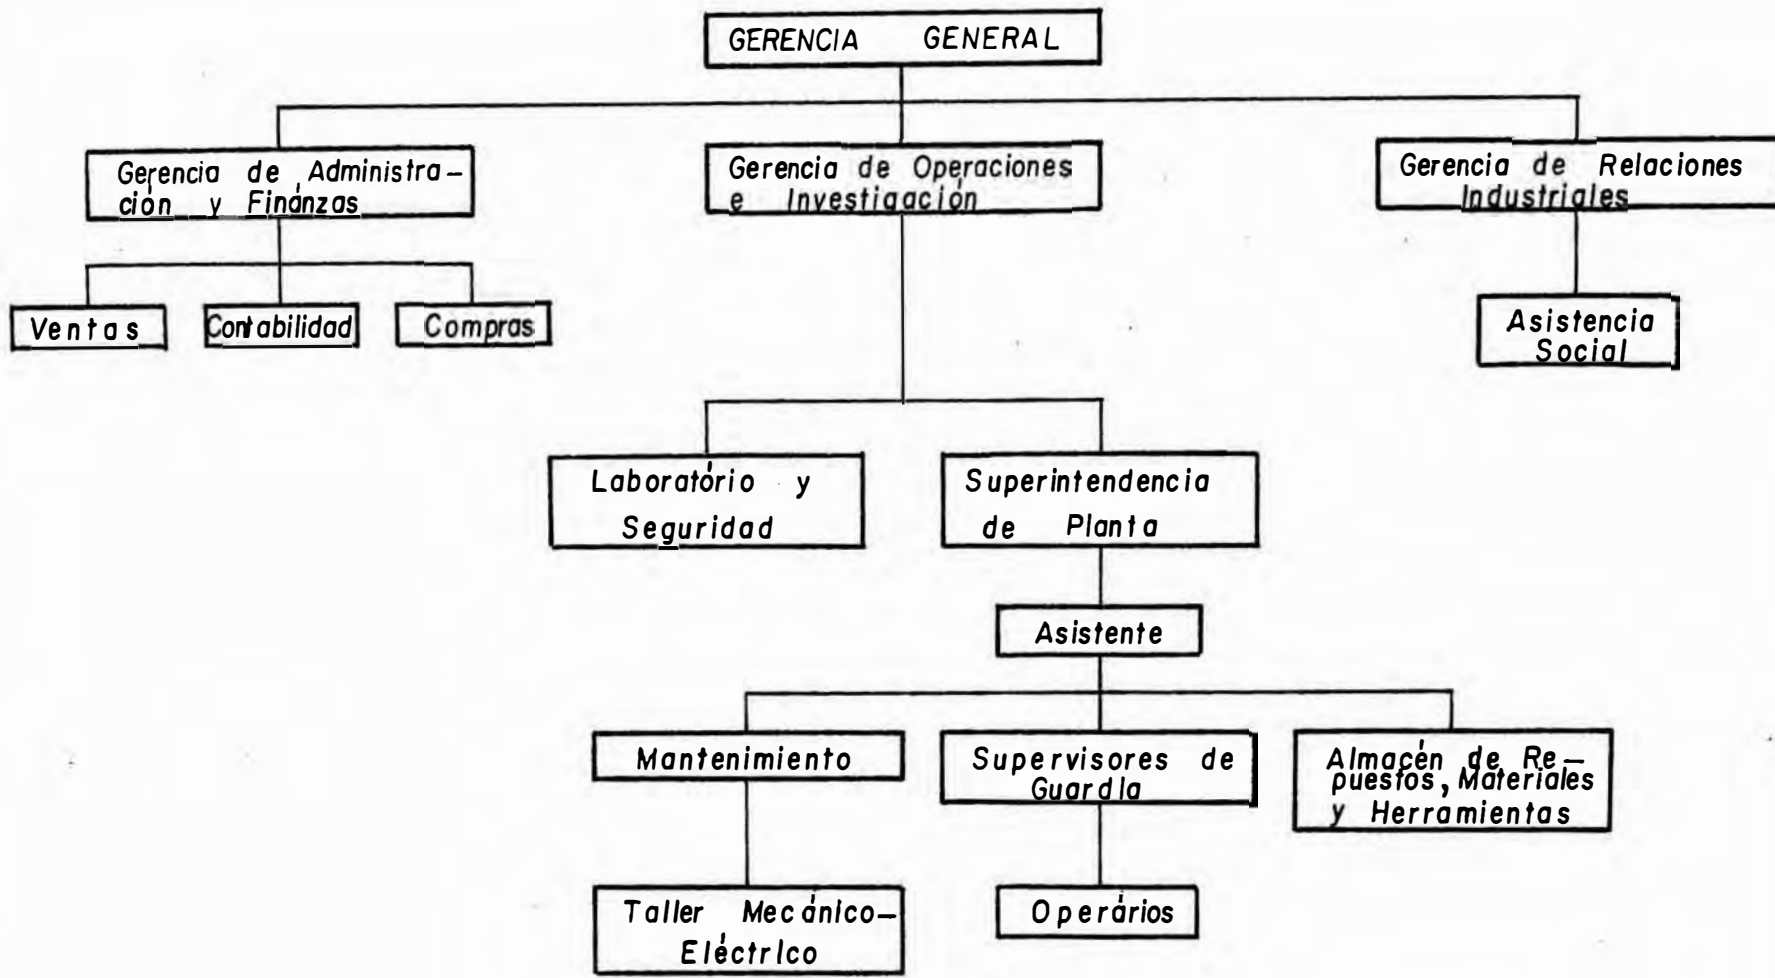 GERENCIA GENERAL
Gerencia de Administra-
ción y Finánzas
Gerencia de Operaciones
e Investigación
Gerencia de Relaciones
Industriales
Ventas
Contabilidad
Compras
Asistencia
Social
Laboratório y
Seguridad
Superintendencia
de Planta
Asistente
Mantenimiento
Supervisores de
Guardia
Almacén de Re-
puestos, Materiales
y Herramientas
Taller Mecánico-
Eléctrico
Operários